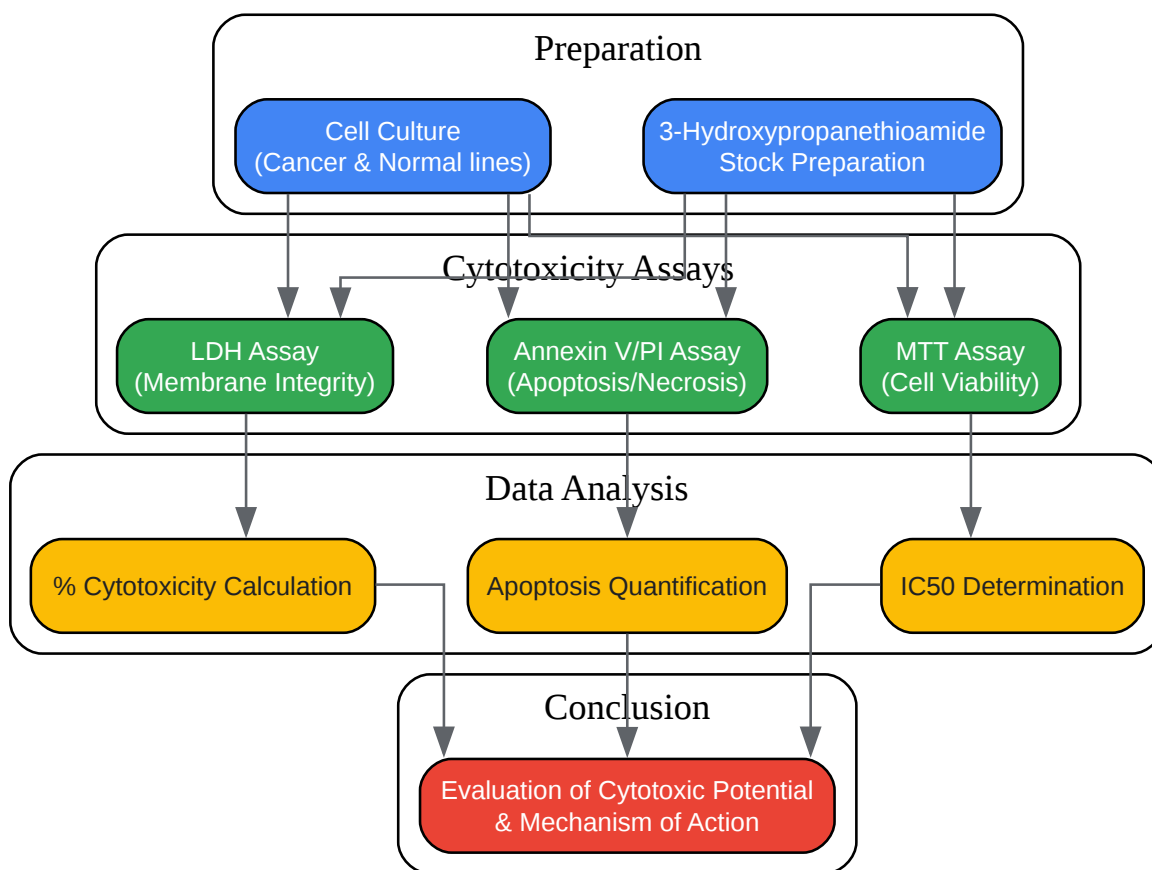 Preparation
Cell Culture
(Cancer & Normal lines)
3-Hydroxypropanethioamide
Stock Preparation
Cytotoxicity Assays
LDH Assay
(Membrane Integrity)
Annexin V/PI Assay
(Apoptosis/Necrosis)
MTT Assay
(Cell Viability)
Data Analysis
% Cytotoxicity Calculation
Apoptosis Quantification
IC50 Determination
Conclusion
Evaluation of Cytotoxic Potential
& Mechanism of Action